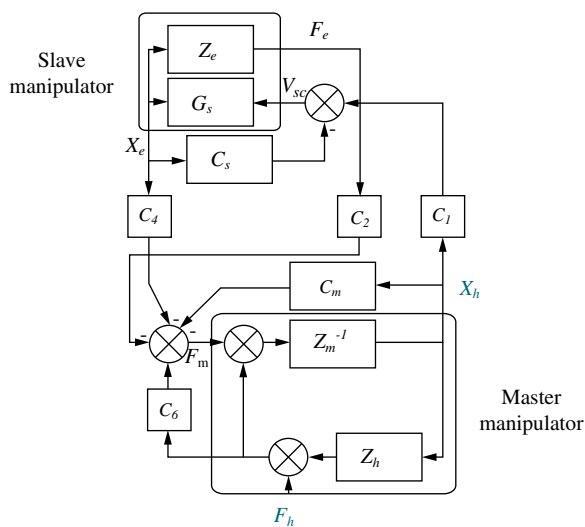 Slave
manipulator
Z_e
F_e
G_s
V_sc
-
X_e
C_s
C_4
C_2
C_1
C_m
X_h
-
-
-
F_m
Z_m^-1
C_6
Master
manipulator
Z_h
F_h